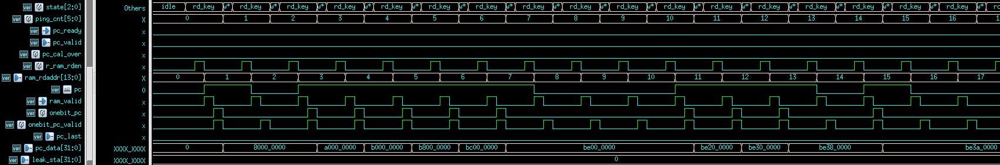 ver state[2:0] Others idle rd_key w* rd_key w* rd_key w* rd_key w* rd_key w* rd_key w* rd_key w* rd_key w* rd_key w* rd_key w* rd_key w* rd_key w* rd_key w* rd_key w* rd_key w* rd_key w* rd_key w* rd
ver ping_cnt[5:0] X 0 1 2 3 4 5 6 7 8 9 10 11 12 13 14 15 16 1
ver pc_ready x
ver pc_valid x
ver pc_cal_over x
ver r_ram_rden x
ver ram_rdaddr[13:0] X 0 1 2 3 4 5 6 7 8 9 10 11 12 13 14 15 16 17
ver pc 0
ver ram_valid x
ver onebit_pc x
ver onebit_pc_valid x
ver pc_last x
ver pc_data[31:0] XXXX_XXXX 0 8000_0000 a000_0000 b000_0000 b800_0000 bc00_0000 be00_0000 be20_0000 be30_0000 be38_0000 be3a_0000
ver leak_sta[31:0] XXXX_XXXX 0